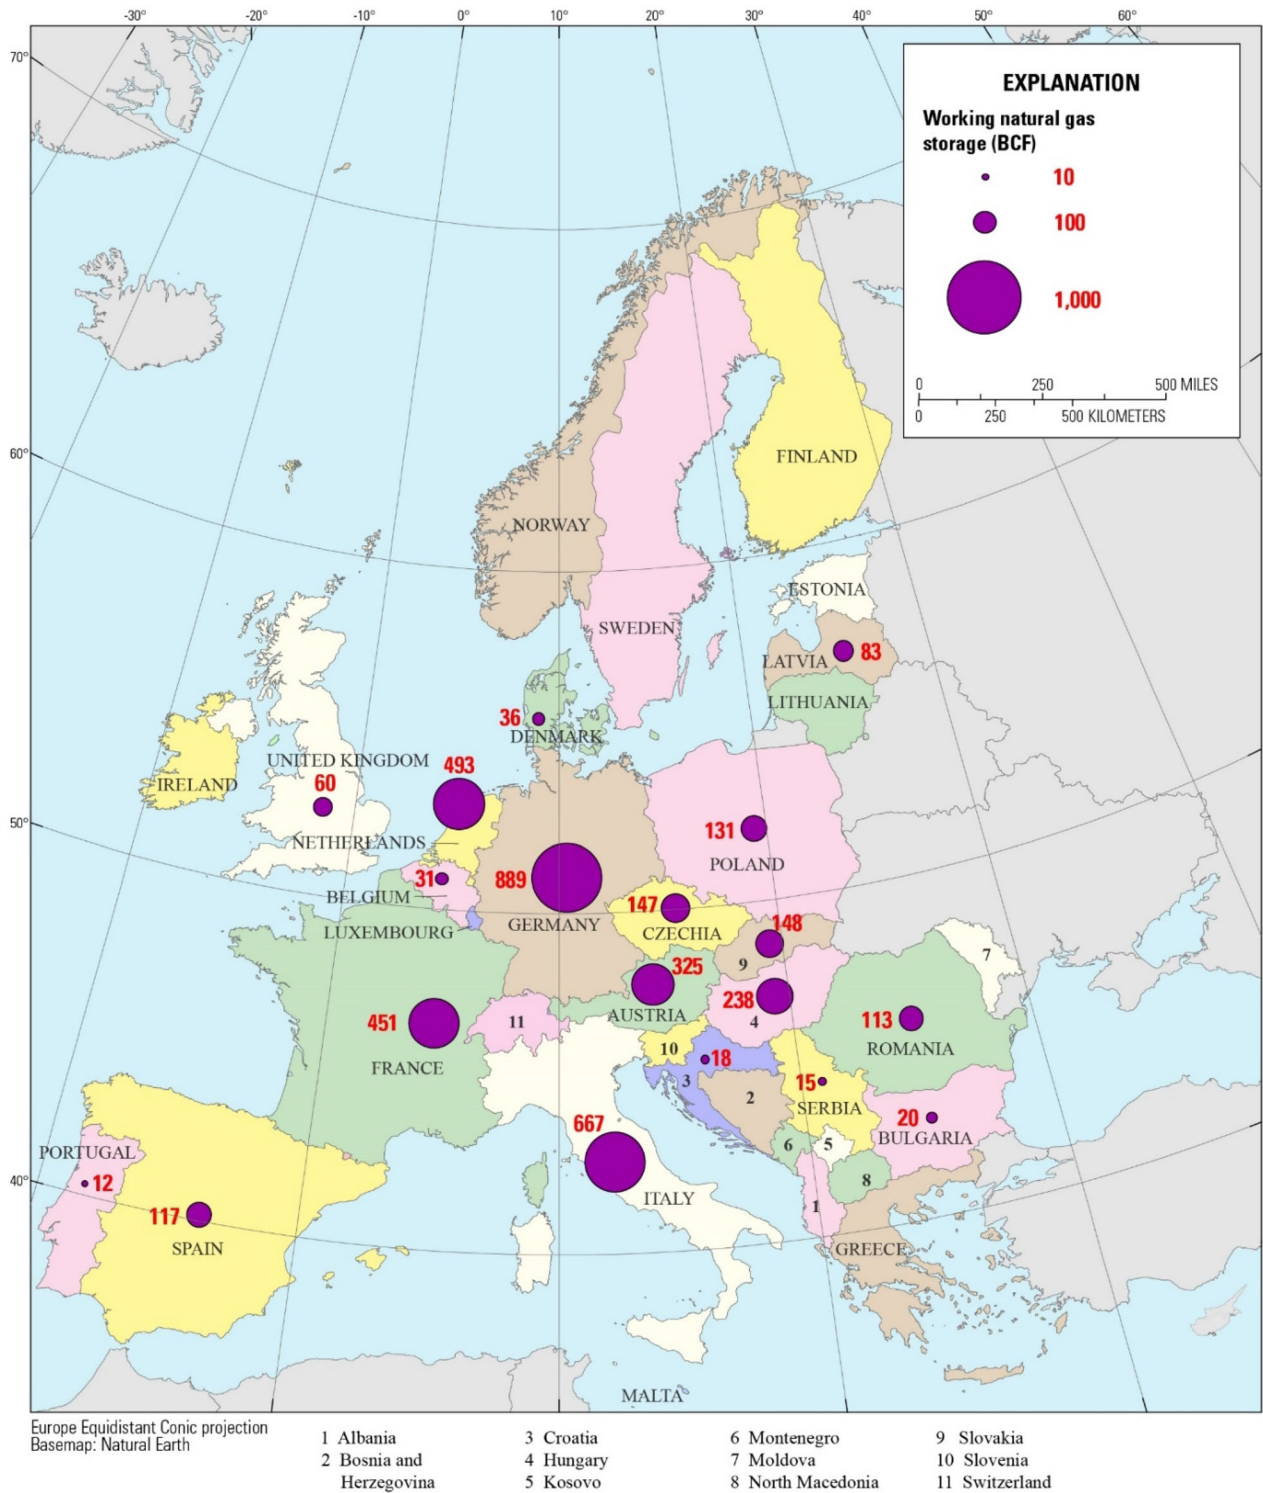 -30° -20° -10° 0° 10° 20° 30° 40° 50° 60°
70°
60°
50°
40°
EXPLANATION
Working natural gas
storage (BCF)
10
100
1,000
0 250 500 MILES
0 250 500 KILOMETERS
FINLAND
NORWAY
ESTONIA
SWEDEN
LATVIA
83
LITHUANIA
36
DENMARK
UNITED KINGDOM
60
493
IRELAND
NETHERLANDS
131
POLAND
31
BELGIUM
889
GERMANY
147
CZECHIA
148
LUXEMBOURG
9
7
325
AUSTRIA
238
4
451
FRANCE
11
113
ROMANIA
10
18
3
2
15
SERBIA
20
BULGARIA
667
ITALY
6
5
8
1
PORTUGAL
12
117
SPAIN
GREECE
MALTA
Europe Equidistant Conic projection
Basemap: Natural Earth
1 Albania
2 Bosnia and
Herzegovina
3 Croatia
4 Hungary
5 Kosovo
6 Montenegro
7 Moldova
8 North Macedonia
9 Slovakia
10 Slovenia
11 Switzerland